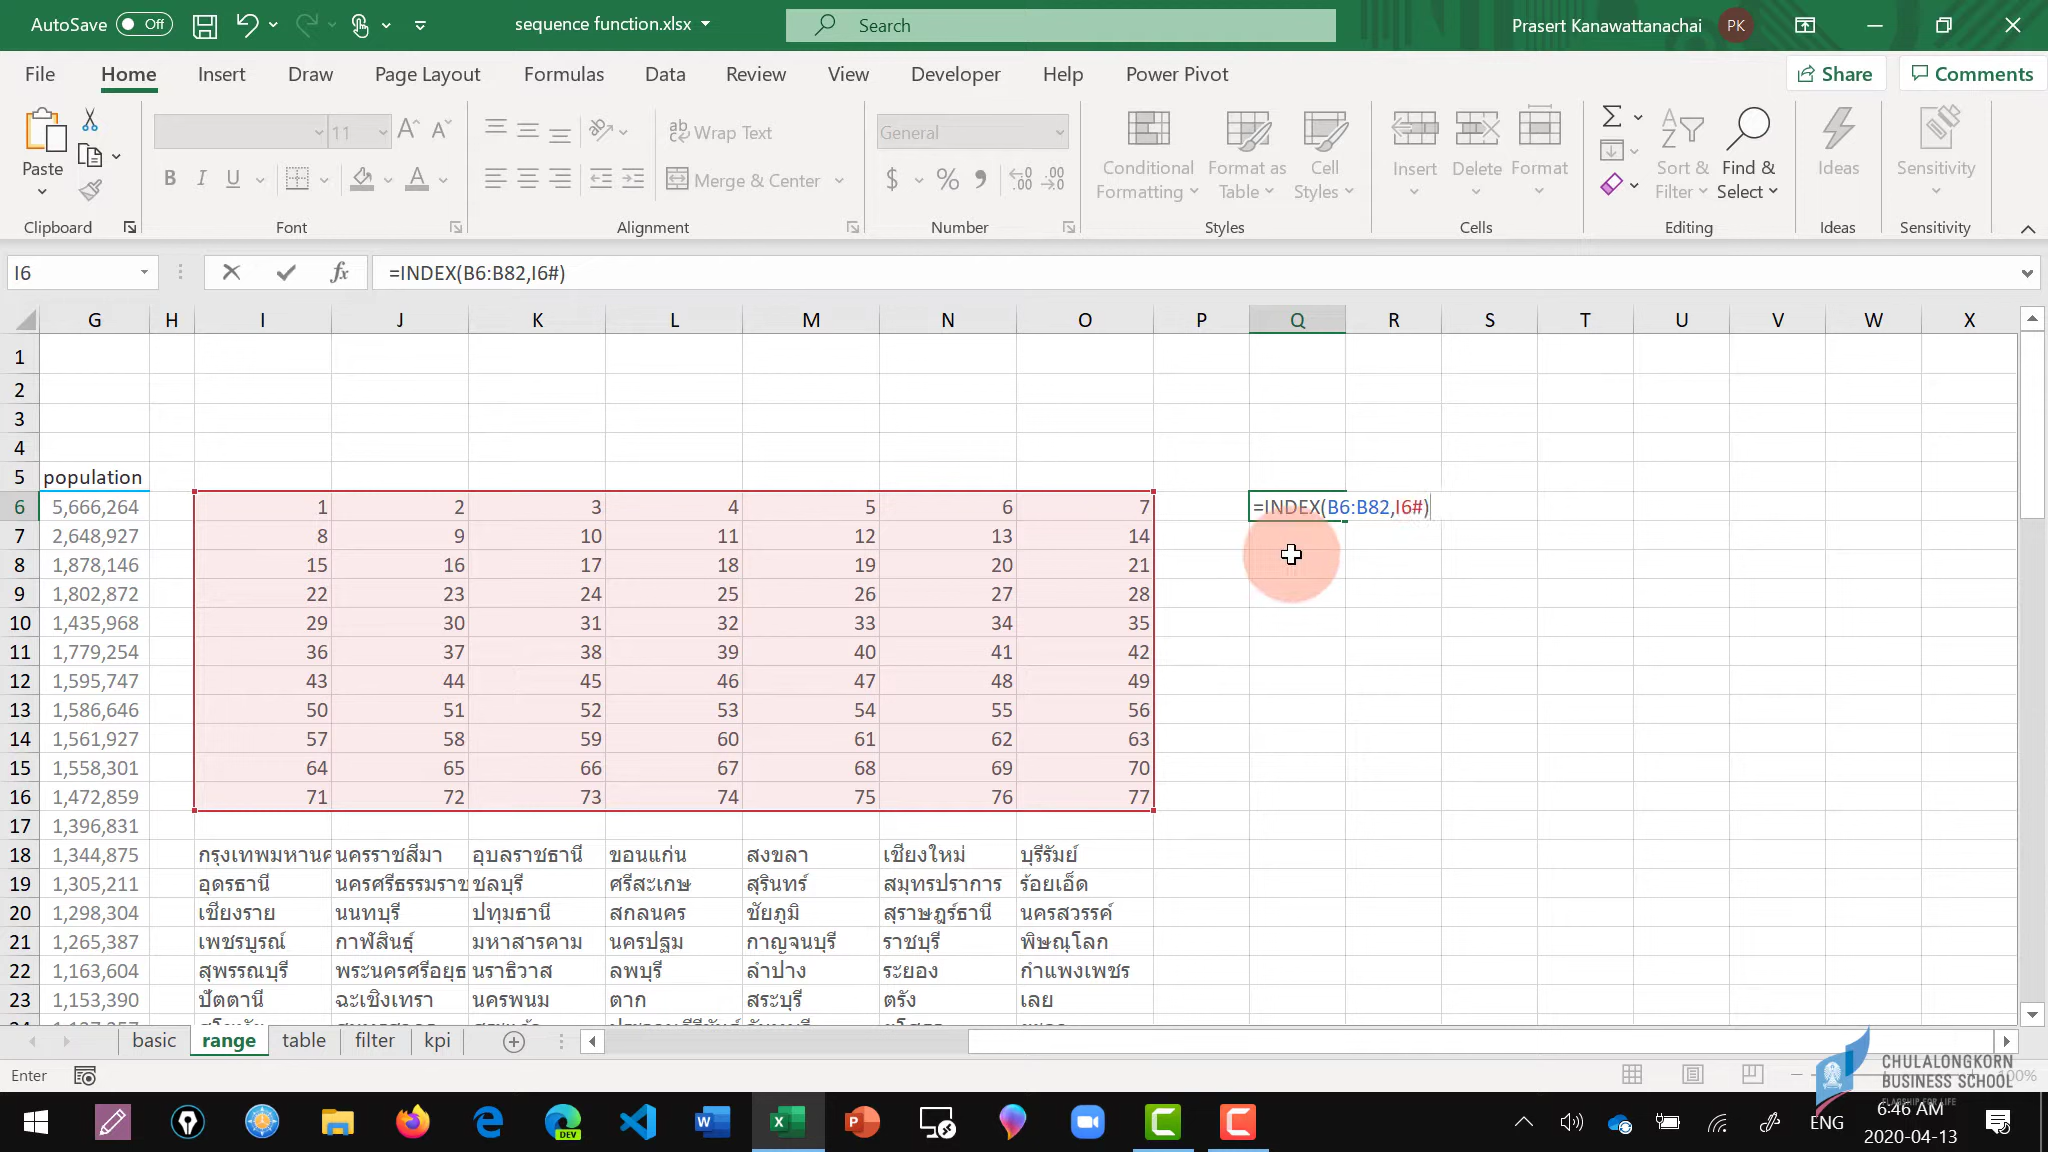 AutoSave Off sequence function.xlsx Search Prasert Kanawattanachai PK
File Home Insert Draw Page Layout Formulas Data Review View Developer Help Power Pivot Share Comments
Paste 11 Wrap Text General Conditional Formatting Format as Table Cell Styles Insert Delete Format Sort & Filter Find & Select Ideas Sensitivity
B I U A Merge & Center $ %
Clipboard Font Alignment Number Styles Cells Editing Ideas Sensitivity
I6 fx =INDEX(B6:B82,I6#)
G H I J K L M N O P Q R S T U V W X
1
2
3
4
5 population
6 5,666,264 1 2 3 4 5 6 7 =INDEX(B6:B82,I6#)
7 2,648,927 8 9 10 11 12 13 14
8 1,878,146 15 16 17 18 19 20 21
9 1,802,872 22 23 24 25 26 27 28
10 1,435,968 29 30 31 32 33 34 35
11 1,779,254 36 37 38 39 40 41 42
12 1,595,747 43 44 45 46 47 48 49
13 1,586,646 50 51 52 53 54 55 56
14 1,561,927 57 58 59 60 61 62 63
15 1,558,301 64 65 66 67 68 69 70
16 1,472,859 71 72 73 74 75 76 77
17 1,396,831
18 1,344,875 กรุงเทพมหานค นครราชสีมา อุบลราชธานี ขอนแก่น สงขลา เชียงใหม่ บุรีรัมย์
19 1,305,211 อุดรธานี นครศรีธรรมราช ชลบุรี ศรีสะเกษ สุรินทร์ สมุทรปราการ ร้อยเอ็ด
20 1,298,304 เชียงราย นนทบุรี ปทุมธานี สกลนคร ชัยภูมิ สุราษฎร์ธานี นครสวรรค์
21 1,265,387 เพชรบูรณ์ กาฬสินธุ์ มหาสารคาม นครปฐม กาญจนบุรี ราชบุรี พิษณุโลก
22 1,163,604 สุพรรณบุรี พระนครศรีอยุธ นราธิวาส ลพบุรี ลำปาง ระยอง กำแพงเพชร
23 1,153,390 ปัตตานี ฉะเชิงเทรา นครพนม ตาก สระบุรี ตรัง เลย
basic range table filter kpi
Enter
CHULALONGKORN
BUSINESS SCHOOL
FLAGSHIP FOR LIFE
ENG 6:46 AM
2020-04-13